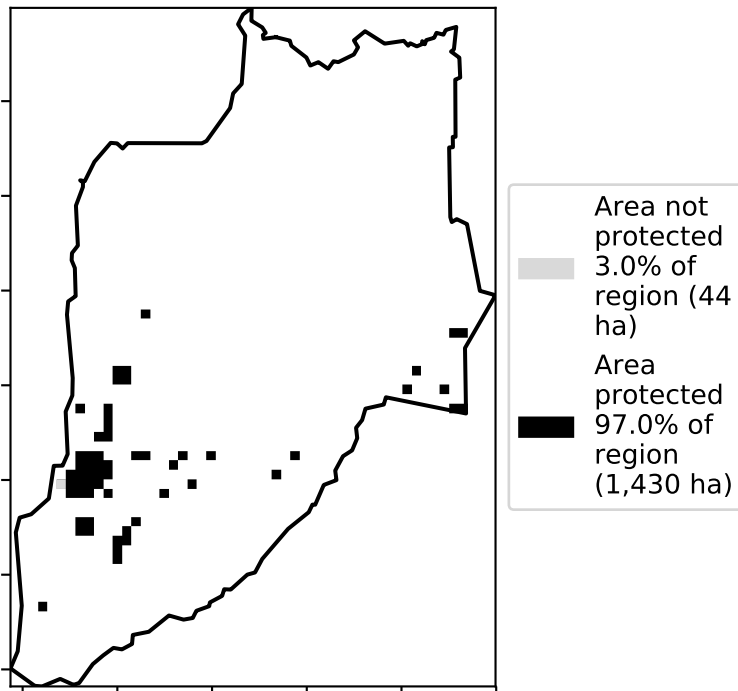 Area not
protected
3.0% of
region (44
ha)
Area
protected
97.0% of
region
(1,430 ha)